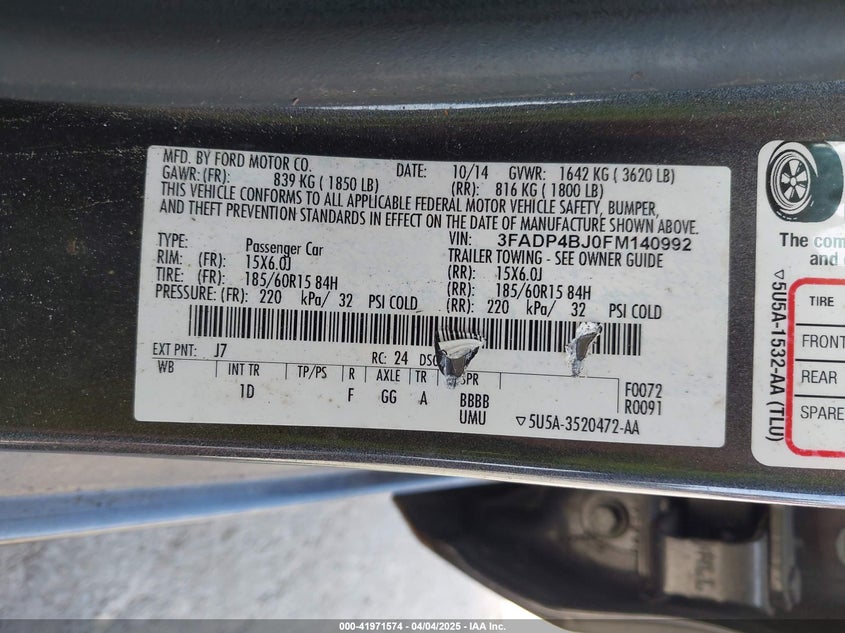 MFD. BY FORD MOTOR CO. DATE: 10/14 GVWR: 1642 KG ( 3620 LB)
GAWR: (FR): 839 KG ( 1850 LB) (RR): 816 KG ( 1800 LB)
THIS VEHICLE CONFORMS TO ALL APPLICABLE FEDERAL MOTOR VEHICLE SAFETY, BUMPER,
AND THEFT PREVENTION STANDARDS IN EFFECT ON THE DATE OF MANUFACTURE SHOWN ABOVE.
VIN: 3FADP4BJ0FM140992
TYPE: Passenger Car TRAILER TOWING - SEE OWNER GUIDE
RIM: (FR): 15X6.0J (RR): 15X6.0J
TIRE: (FR): 185/60R15 84H (RR): 185/60R15 84H
PRESSURE: (FR): 220 kPa/ 32 PSI COLD (RR): 220 kPa/ 32 PSI COLD
EXT PNT: J7 RC: 24
WB INT TR TP/PS R AXLE TR
1D F GG A BBBB F0072
UMU ▽5U5A-3520472-AA R0091
▽5U5A-1532-AA (TLU)
The com
and
TIRE
FRONT
REAR
SPARE
000-41971574 - 04/04/2025 - IAA Inc.